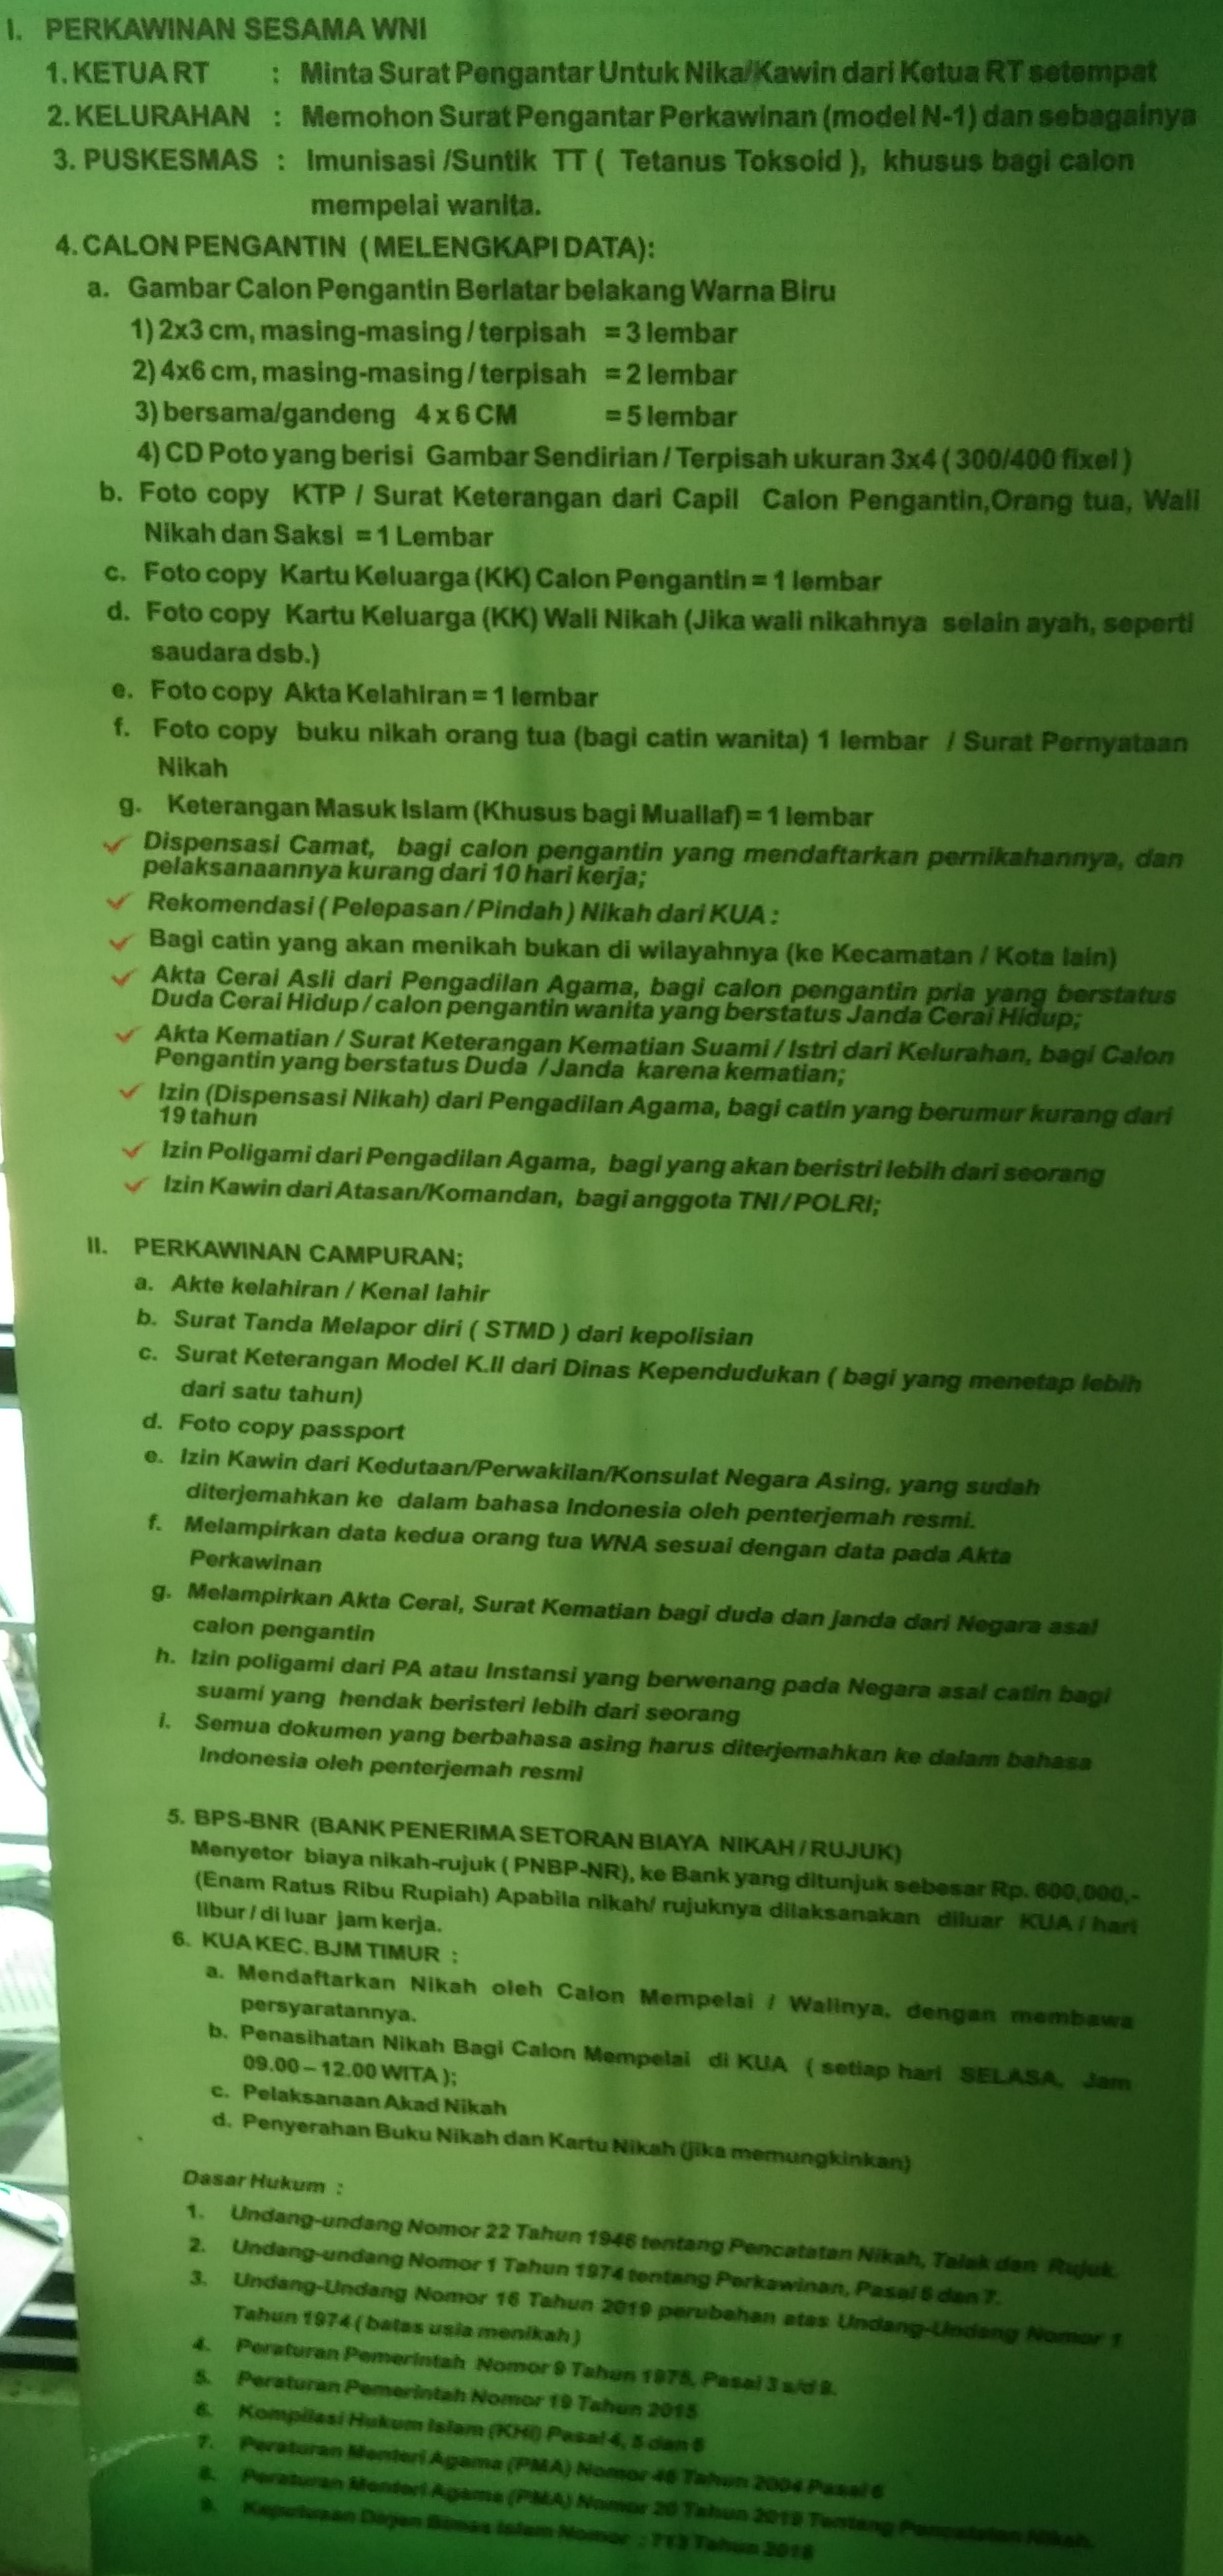 I. PERKAWINAN SESAMA WNI
1. KETUA RT : Minta Surat Pengantar Untuk Nika/Kawin dari Ketua RT setempat
2. KELURAHAN : Memohon Surat Pengantar Perkawinan (model N-1) dan sebagainya
3. PUSKESMAS : Imunisasi /Suntik TT ( Tetanus Toksoid ), khusus bagi calon
mempelai wanita.
4. CALON PENGANTIN ( MELENGKAPI DATA):
a. Gambar Calon Pengantin Berlatar belakang Warna Biru
1) 2x3 cm, masing-masing / terpisah = 3 lembar
2) 4x6 cm, masing-masing / terpisah = 2 lembar
3) bersama/gandeng 4 x 6 CM = 5 lembar
4) CD Poto yang berisi Gambar Sendirian / Terpisah ukuran 3x4 ( 300/400 fixel )
b. Foto copy KTP / Surat Keterangan dari Capil Calon Pengantin,Orang tua, Wali
Nikah dan Saksi = 1 Lembar
c. Foto copy Kartu Keluarga (KK) Calon Pengantin = 1 lembar
d. Foto copy Kartu Keluarga (KK) Wali Nikah (Jika wali nikahnya selain ayah, seperti
saudara dsb.)
e. Foto copy Akta Kelahiran = 1 lembar
f. Foto copy buku nikah orang tua (bagi catin wanita) 1 lembar / Surat Pernyataan
Nikah
g. Keterangan Masuk Islam (Khusus bagi Muallaf) = 1 lembar
✓ Dispensasi Camat, bagi calon pengantin yang mendaftarkan pernikahannya, dan
pelaksanaannya kurang dari 10 hari kerja;
✓ Rekomendasi ( Pelepasan / Pindah ) Nikah dari KUA :
✓ Bagi catin yang akan menikah bukan di wilayahnya (ke Kecamatan / Kota lain)
✓ Akta Cerai Asli dari Pengadilan Agama, bagi calon pengantin pria yang berstatus
Duda Cerai Hidup / calon pengantin wanita yang berstatus Janda Cerai Hidup;
✓ Akta Kematian / Surat Keterangan Kematian Suami / Istri dari Kelurahan, bagi Calon
Pengantin yang berstatus Duda / Janda karena kematian;
✓ Izin (Dispensasi Nikah) dari Pengadilan Agama, bagi catin yang berumur kurang dari
19 tahun
✓ Izin Poligami dari Pengadilan Agama, bagi yang akan beristri lebih dari seorang
✓ Izin Kawin dari Atasan/Komandan, bagi anggota TNI / POLRI;
II. PERKAWINAN CAMPURAN;
a. Akte kelahiran / Kenal lahir
b. Surat Tanda Melapor diri ( STMD ) dari kepolisian
c. Surat Keterangan Model K.II dari Dinas Kependudukan ( bagi yang menetap lebih
dari satu tahun)
d. Foto copy passport
e. Izin Kawin dari Kedutaan/Perwakilan/Konsulat Negara Asing, yang sudah
diterjemahkan ke dalam bahasa Indonesia oleh penterjemah resmi.
f. Melampirkan data kedua orang tua WNA sesuai dengan data pada Akta
Perkawinan
g. Melampirkan Akta Cerai, Surat Kematian bagi duda dan janda dari Negara asal
calon pengantin
h. Izin poligami dari PA atau Instansi yang berwenang pada Negara asal catin bagi
suami yang hendak beristeri lebih dari seorang
i. Semua dokumen yang berbahasa asing harus diterjemahkan ke dalam bahasa
Indonesia oleh penterjemah resmi
5. BPS-BNR (BANK PENERIMA SETORAN BIAYA NIKAH / RUJUK)
Menyetor biaya nikah-rujuk ( PNBP-NR), ke Bank yang ditunjuk sebesar Rp. 600,000,-
(Enam Ratus Ribu Rupiah) Apabila nikah/ rujuknya dilaksanakan diluar KUA / hari
libur / di luar jam kerja.
6. KUA KEC. BJM TIMUR :
a. Mendaftarkan Nikah oleh Calon Mempelai / Walinya, dengan membawa
persyaratannya.
b. Penasihatan Nikah Bagi Calon Mempelai di KUA ( setiap hari SELASA, Jam
09.00 – 12.00 WITA );
c. Pelaksanaan Akad Nikah
d. Penyerahan Buku Nikah dan Kartu Nikah (jika memungkinkan)
Dasar Hukum :
1. Undang-undang Nomor 22 Tahun 1946 tentang Pencatatan Nikah, Talak dan Rujuk.
2. Undang-undang Nomor 1 Tahun 1974 tentang Perkawinan, Pasal 6 dan 7.
3. Undang-Undang Nomor 16 Tahun 2019 perubahan atas Undang-Undang Nomor 1
Tahun 1974 ( batas usia menikah )
4. Peraturan Pemerintah Nomor 9 Tahun 1975, Pasal 3 s/d 9.
5. Peraturan Pemerintah Nomor 19 Tahun 2015
6. Kompilasi Hukum Islam (KHI) Pasal 4, 5 dan 6
7. Peraturan Menteri Agama (PMA) Nomor 46 Tahun 2004 Pasal 6
8. Peraturan Menteri Agama (PMA) Nomor 20 Tahun 2019 Tentang Pencatatan Nikah.
9. Keputusan Dirjen Bimas Islam Nomor : 713 Tahun 2018